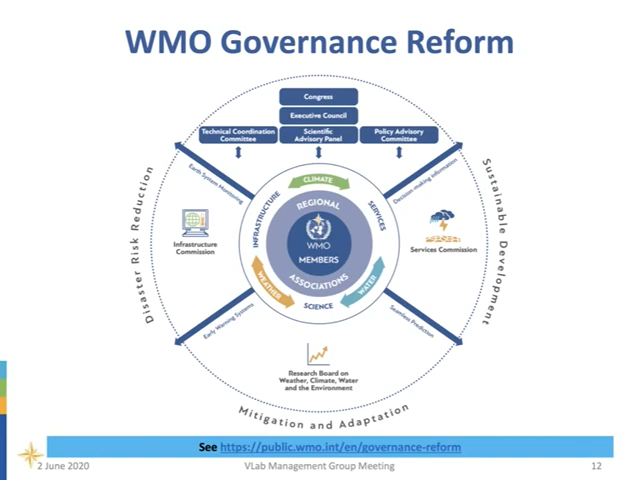 WMO Governance Reform
Congress
Executive Council
Technical Coordination
Committee
Scientific
Advisory Panel
Policy Advisory
Committee
Earth System Monitoring
Decision-making information
Disaster Risk Reduction
Sustainable Development
CLIMATE
INFRASTRUCTURE
SERVICES
REGIONAL
WMO
MEMBERS
ASSOCIATIONS
WEATHER
WATER
SCIENCE
Infrastructure
Commission
Services Commission
Early Warning Systems
Seamless Prediction
Research Board on
Weather, Climate, Water
and the Environment
Mitigation and Adaptation
See https://public.wmo.int/en/governance-reform
2 June 2020
VLab Management Group Meeting
12